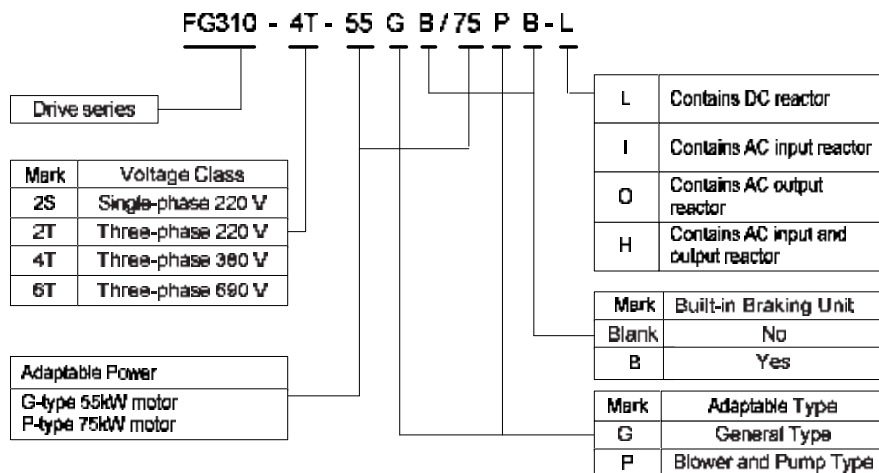 FG310 - 4T - 55 G B / 75 P B - L
Drive series
Mark Voltage Class
2S Single-phase 220 V
2T Three-phase 220 V
4T Three-phase 380 V
6T Three-phase 690 V
Adaptable Power
G-type 55kW motor
P-type 75kW motor
L Contains DC reactor
I Contains AC input reactor
O Contains AC output
reactor
H Contains AC input and
output reactor
Mark Built-in Braking Unit
Blank No
B Yes
Mark Adaptable Type
G General Type
P Blower and Pump Type